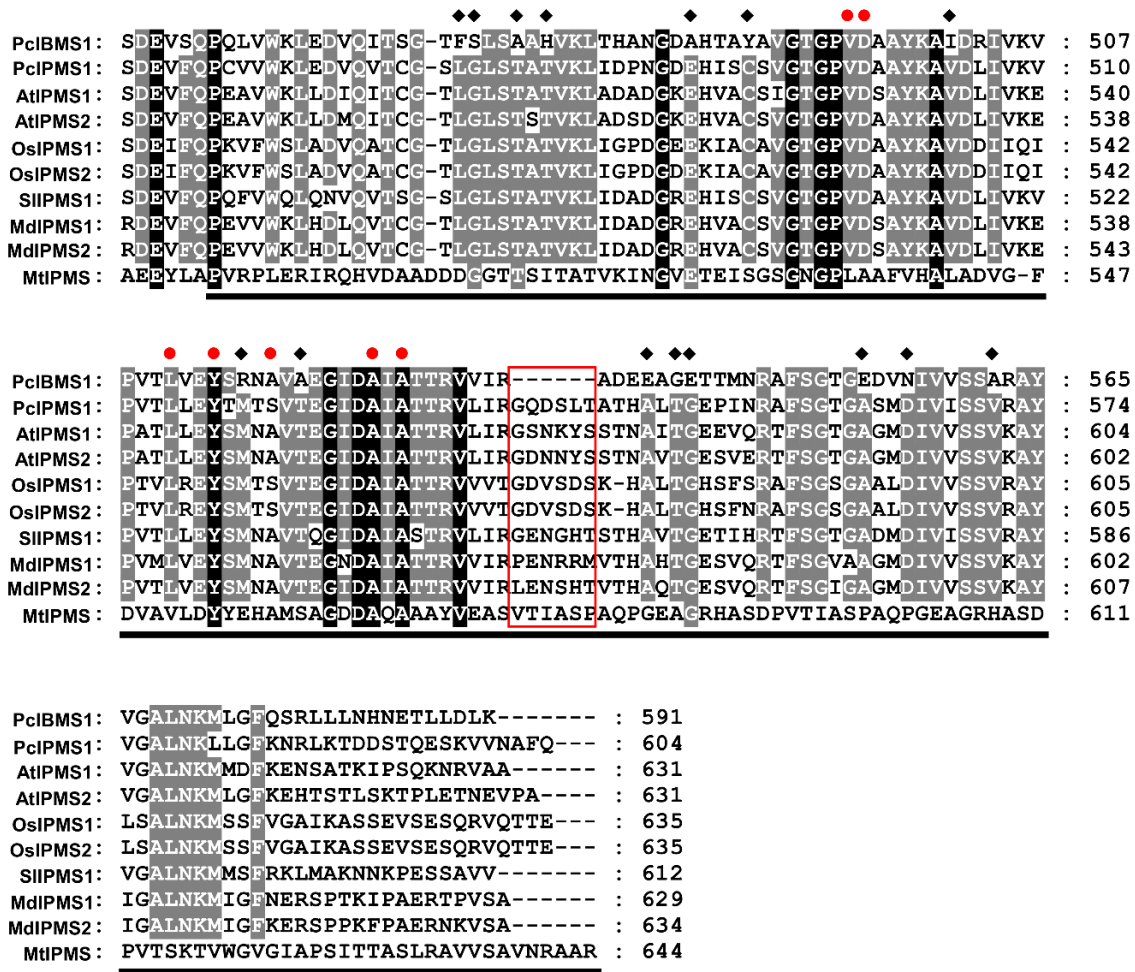 PcIBMS1: SDEVSQPQLVWKLEDVQITSG-TFSLSAAHVKLTHANGDAHTAYAVGTGPVDAAYKAIDRIVKV : 507
PcIPMS1: SDEVFQPCVVWKLEDVQVTCG-SLGLSTATVKLIDPNGDEHISCSVGTGPVDAAYKAVDLIVKV : 510
AtIPMS1: SDEVFQPEAVWKLLDIQITCG-TLGLSTATVKLADADGKEHVACSIGTGPVDSAYKAVDLIVKE : 540
AtIPMS2: SDEVFQPEAVWKLLDMQITCG-TLGLSTSTVKLADSDGKEHVACSVGTGPVDAAYKAVDLIVKE : 538
OsIPMS1: SDEIFQPKVFWSLADVQATCG-TLGLSTATVKLIGPDGEEKIACAVGTGPVDAAYKAVDDIIQI : 542
OsIPMS2: SDEIFQPKVFWSLADVQATCG-TLGLSTATVKLIGPDGDEKIACAVGTGPVDAAYKAVDDIIQI : 542
SlIPMS1: SDEVFQPQFVWQLQNVQVTSG-SLGLSTATVKLIDADGREHISCSVGTGPVDAAYKAVDLIVKV : 522
MdIPMS1: RDEVFQPEVVWKLHDLQVTCG-TLGLSTATVKLIDADGREHVACSVGTGPVDSAYKAVDLIVKE : 538
MdIPMS2: RDEVFQPEVVWKLHDLQITCG-TLGLSTATVKLIDADGREHVACSVGTGPVDSAYKAVDLIVKE : 543
MtIPMS: AEEYLAPVRPLERIRQHVDAADDDGGTTSITATVKINGVETEISGSGNGPLAAFVHALADVG-F : 547
PcIBMS1: PVTLVEYSRNAVAEGIDAIATTRVVIR------ADEEAGETTMNRAFSGTGEDVNIVVSSARAY : 565
PcIPMS1: PVTLLEYTMTSVTEGIDAIATTRVLIRGQDSLTATHALTGEPINRAFSGTGASMDIVISSVRAY : 574
AtIPMS1: PATLLEYSMNAVTEGIDAIATTRVLIRGSNKYSSTNAITGEEVQRTFSGTGAGMDIVVSSVKAY : 604
AtIPMS2: PATLLEYSMNAVTEGIDAIATTRVLIRGDNNYSSTNAVTGESVERTFSGTGAGMDIVVSSVKAY : 602
OsIPMS1: PTVLREYSMTSVTEGIDAIATTRVVVTGDVSDSK-HALTGHSFSRAFSGSGAALDIVVSSVRAY : 605
OsIPMS2: PTVLREYSMTSVTEGIDAIATTRVVVTGDVSDSK-HALTGHSFNRAFSGSGAALDIVVSSVRAY : 605
SlIPMS1: PVTLLEYSMNAVTQGIDAIASTRVLIRGENGHTSTHAVTGETIHRTFSGTGADMDIVISSVRAY : 586
MdIPMS1: PVMLVEYSMNAVTEGNDAIATTRVVIRPENRRMVTHAHTGESVQRTFSGVAAGMDIVVSSVKAY : 602
MdIPMS2: PVTLVEYSMNAVTEGIDAIATTRVVIRLENSHTVTHAQTGESVQRTFSGIGAGMDIVVSSVKAY : 607
MtIPMS: DVAVLDYYEHAMSAGDDAQAAAYVEASVTIASPAQPGEAGRHASDPVTIASPAQPGEAGRHASD : 611
PcIBMS1: VGALNKMLGFQSRLLLNHNETLLDLK------- : 591
PcIPMS1: VGALNKLLGFKNRLKTDDSTQESKVVNAFQ--- : 604
AtIPMS1: VGALNKMMDFKENSATKIPSQKNRVAA------ : 631
AtIPMS2: VGALNKMLGFKEHTSTLSKTPLETNEVPA---- : 631
OsIPMS1: LSALNKMSSFVGAIKASSEVSESQRVQTTE--- : 635
OsIPMS2: LSALNKMSSFVGAIKASSEVSESQRVQTTE--- : 635
SlIPMS1: VGALNKMMSFRKLMAKNNKPESSAVV------- : 612
MdIPMS1: IGALNKMIGFNERSPTKIPAERTPVSA------ : 629
MdIPMS2: IGALNKMIGFKERSPPKFPAERNKVSA------ : 634
MtIPMS: PVTSKTVWGVGIAPSITTASLRAVVSAVNRAAR 644